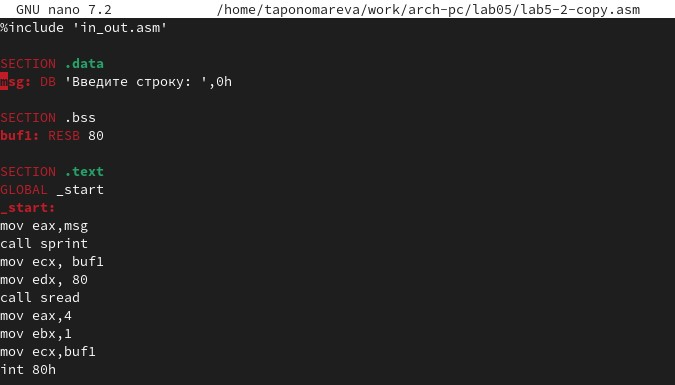 GNU nano 7.2 /home/taponomareva/work/arch-pc/lab05/lab5-2-copy.asm
%include 'in_out.asm'
SECTION .data
msg: DB 'Введите строку: ',0h
SECTION .bss
buf1: RESB 80
SECTION .text
GLOBAL _start
_start:
mov eax,msg
call sprint
mov ecx, buf1
mov edx, 80
call sread
mov eax,4
mov ebx,1
mov ecx,buf1
int 80h